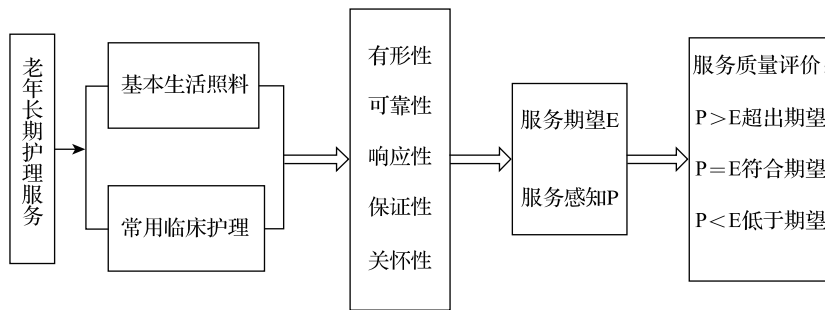 老年长期护理服务
基本生活照料
常用临床护理
有形性
可靠性
响应性
保证性
关怀性
服务期望E
服务感知P
服务质量评价:
P>E超出期望
P=E符合期望
P<E低于期望